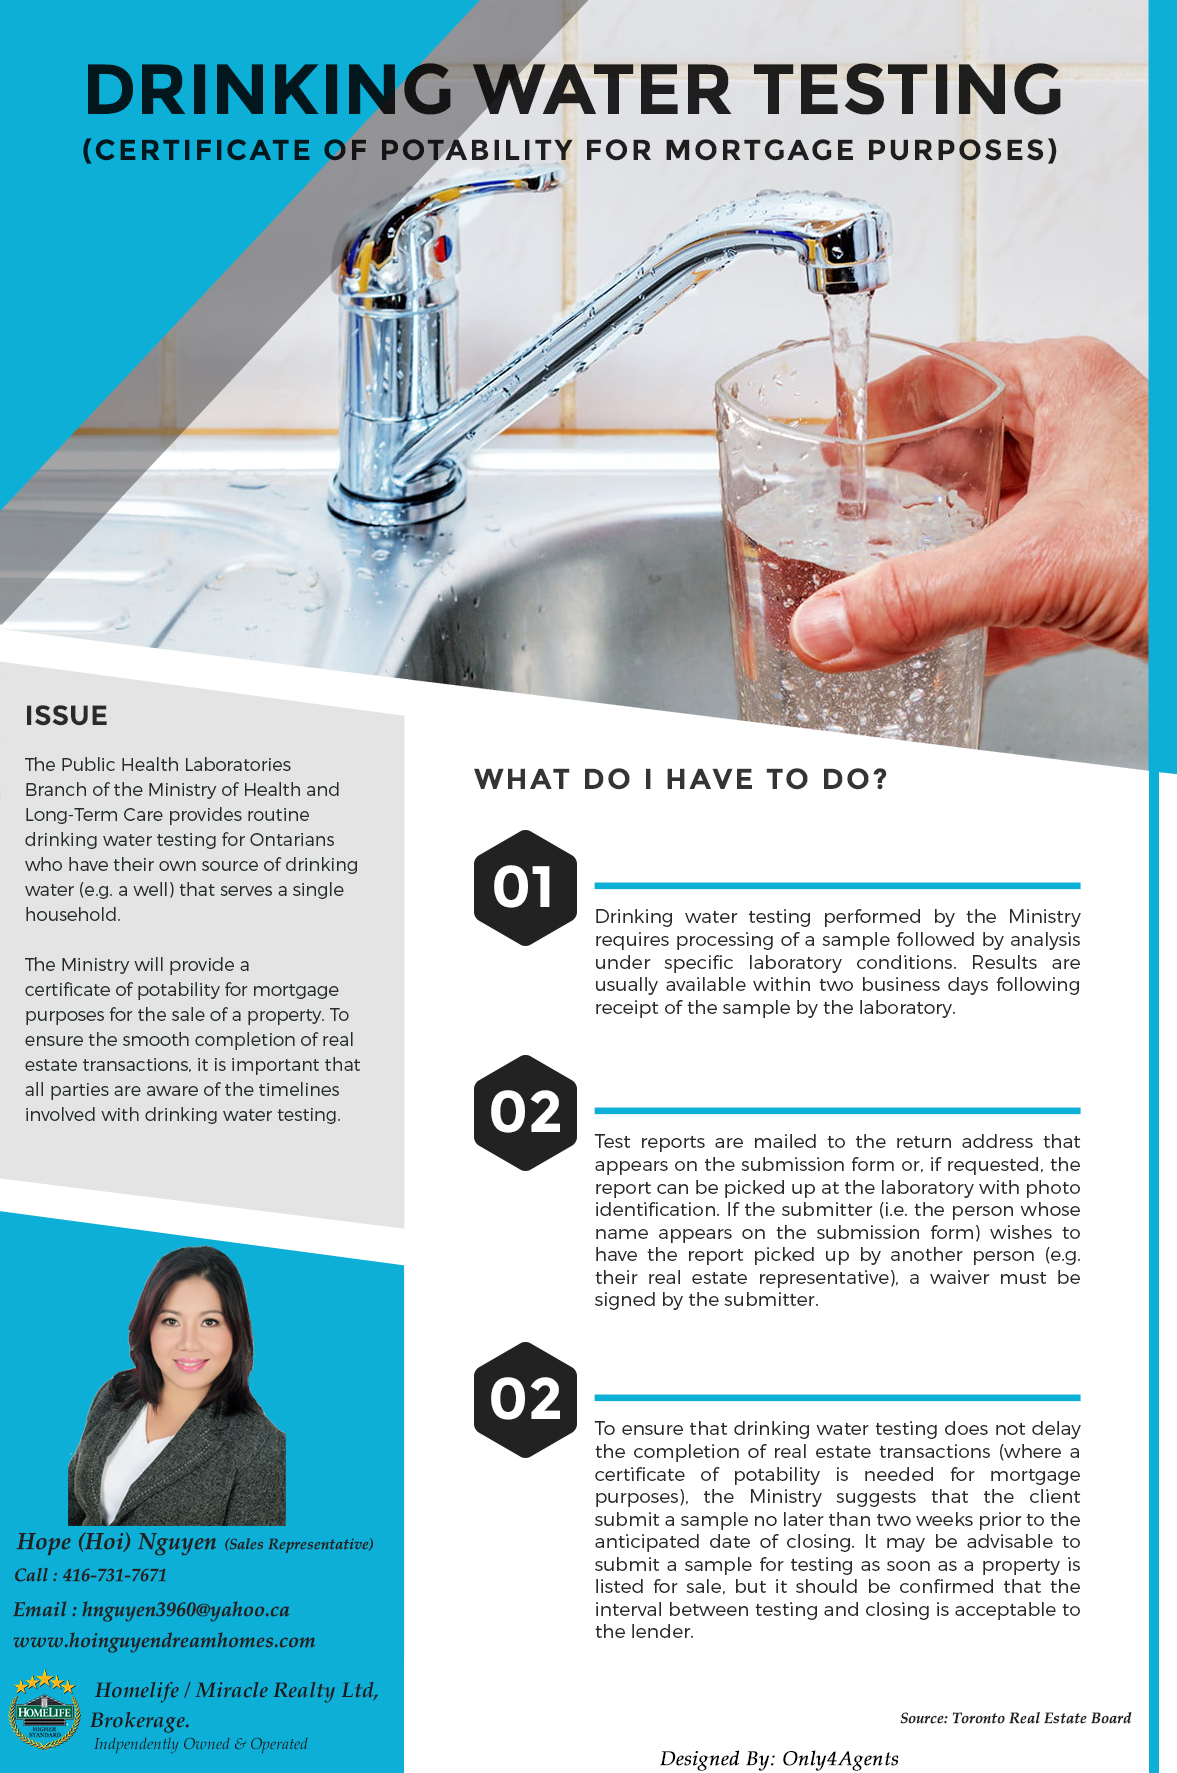 DRINKING WATER TESTING
(CERTIFICATE OF POTABILITY FOR MORTGAGE PURPOSES)
ISSUE
The Public Health Laboratories
Branch of the Ministry of Health and
Long-Term Care provides routine
drinking water testing for Ontarians
who have their own source of drinking
water (e.g. a well) that serves a single
household.
The Ministry will provide a
certificate of potability for mortgage
purposes for the sale of a property. To
ensure the smooth completion of real
estate transactions, it is important that
all parties are aware of the timelines
involved with drinking water testing.
WHAT DO I HAVE TO DO?
01
Drinking water testing performed by the Ministry
requires processing of a sample followed by analysis
under specific laboratory conditions. Results are
usually available within two business days following
receipt of the sample by the laboratory.
02
Test reports are mailed to the return address that
appears on the submission form or, if requested, the
report can be picked up at the laboratory with photo
identification. If the submitter (i.e. the person whose
name appears on the submission form) wishes to
have the report picked up by another person (e.g.
their real estate representative), a waiver must be
signed by the submitter.
02
To ensure that drinking water testing does not delay
the completion of real estate transactions (where a
certificate of potability is needed for mortgage
purposes), the Ministry suggests that the client
submit a sample no later than two weeks prior to the
anticipated date of closing. It may be advisable to
submit a sample for testing as soon as a property is
listed for sale, but it should be confirmed that the
interval between testing and closing is acceptable to
the lender.
Hope (Hoi) Nguyen (Sales Representative)
Call : 416-731-7671
Email : hnguyen3960@yahoo.ca
www.hoinguyendreamhomes.com
HOMELIFE
HIGHER
STANDARD
Homelife / Miracle Realty Ltd,
Brokerage.
Indpendently Owned & Operated
Source: Toronto Real Estate Board
Designed By: Only4Agents